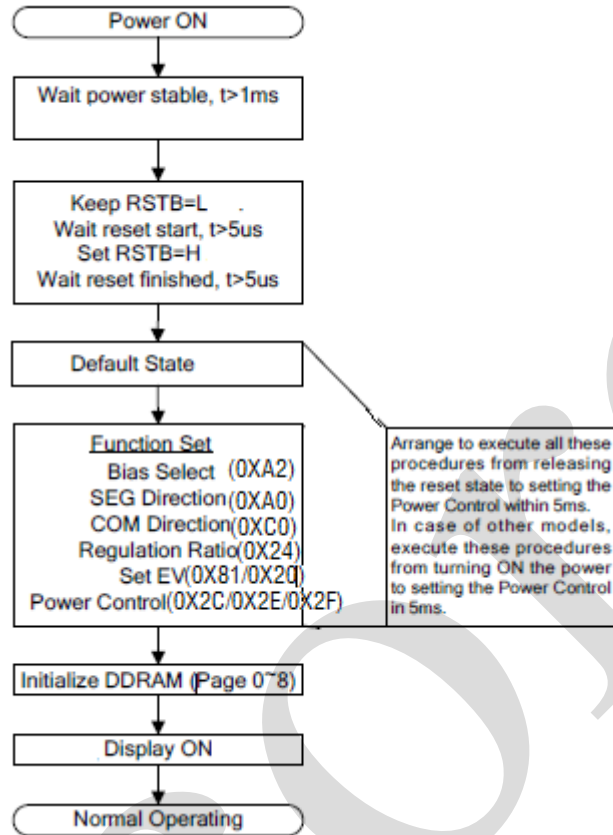 Power ON
Wait power stable, t>1ms
Keep RSTB=L
Wait reset start, t>5us
Set RSTB=H
Wait reset finished, t>5us
Default State
Function Set
Bias Select (0XA2)
SEG Direction(0XA0)
COM Direction(0XC0)
Regulation Ratio(0X24)
Set EV(0X81/0X20)
Power Control(0X2C/0X2E/0X2F)
Arrange to execute all these
procedures from releasing
the reset state to setting the
Power Control within 5ms.
In case of other models,
execute these procedures
from turning ON the power
to setting the Power Control
in 5ms.
Initialize DDRAM (Page 0~8)
Display ON
Normal Operating